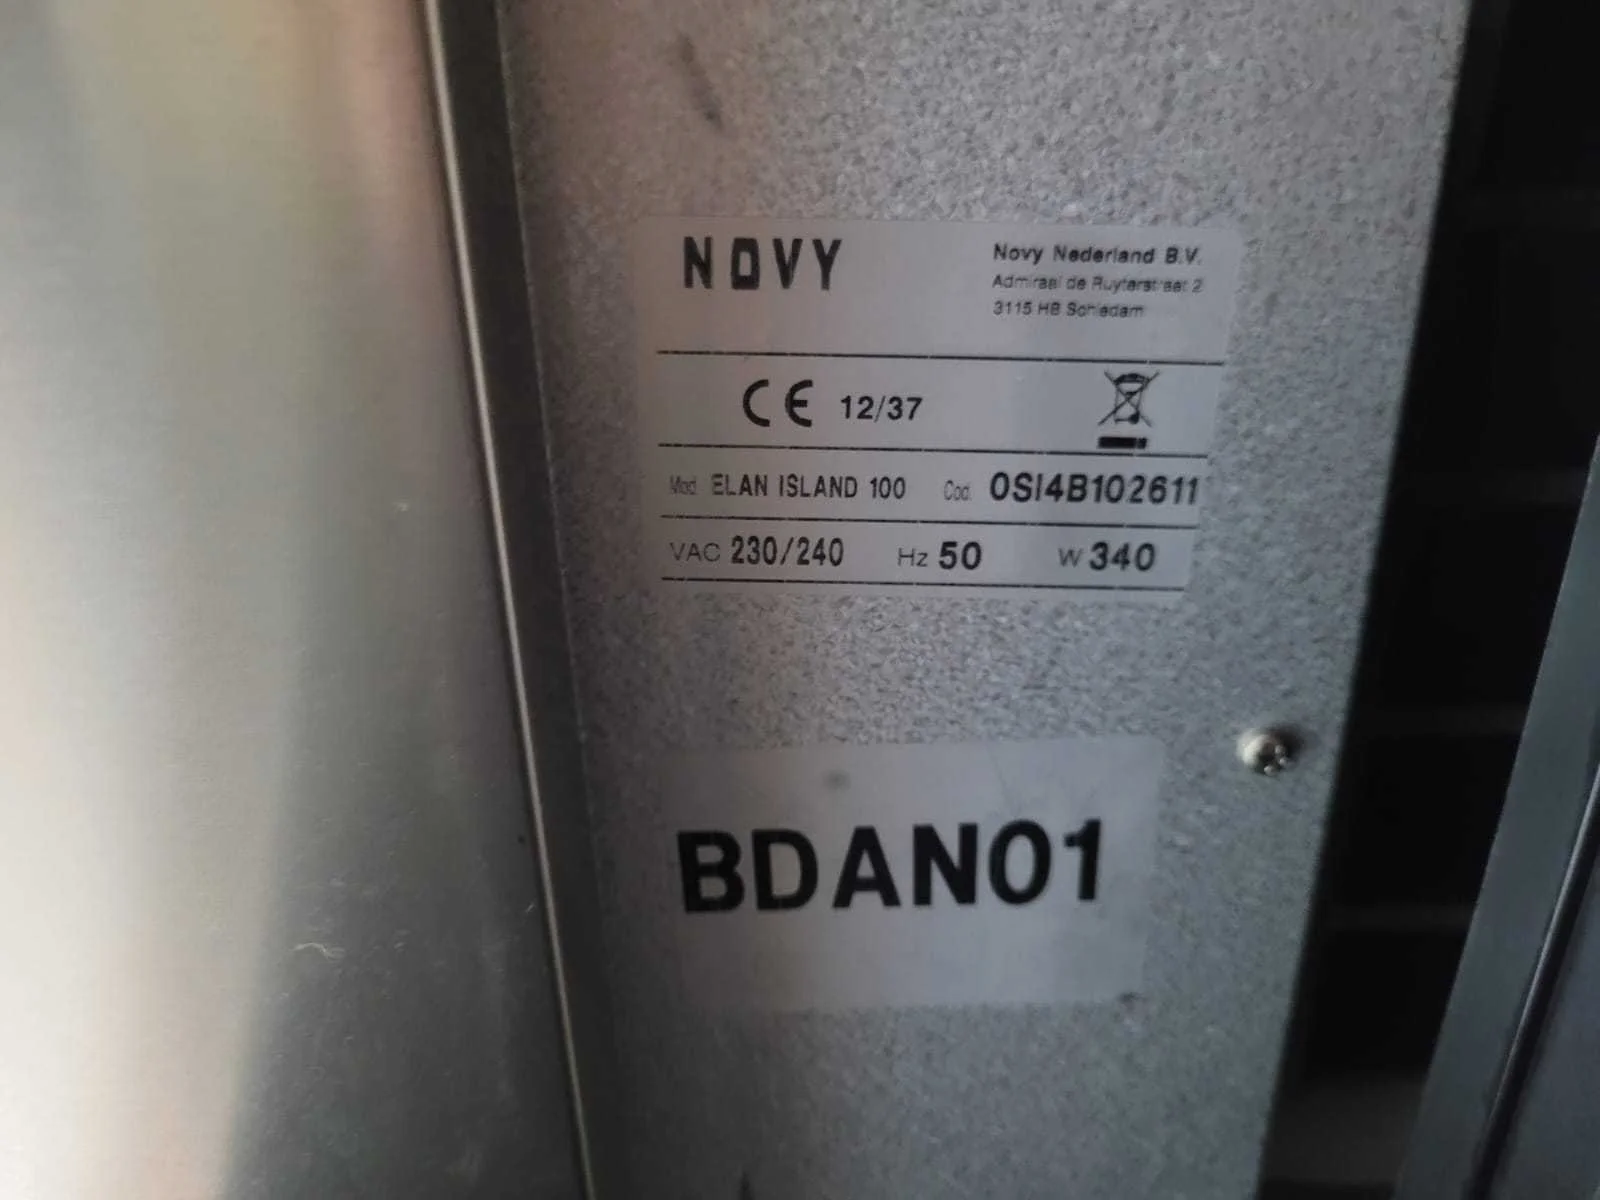 NOVY
Novy Nederland B.V.
Admiraal de Ruyterstraat 2
3115 HB Schiedam
CE 12/37
Mod. ELAN ISLAND 100 Cod. 0SI4B102611
VAC 230/240 Hz 50 W 340
BDAN01